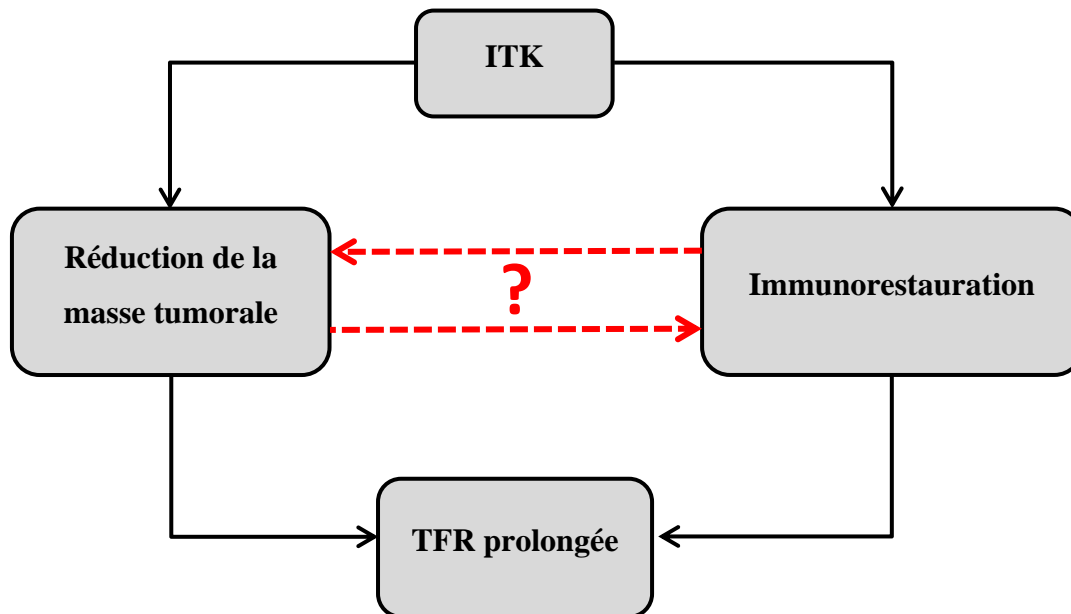 ITK
Réduction de la
masse tumorale
?
Immunorestauration
TFR prolongée